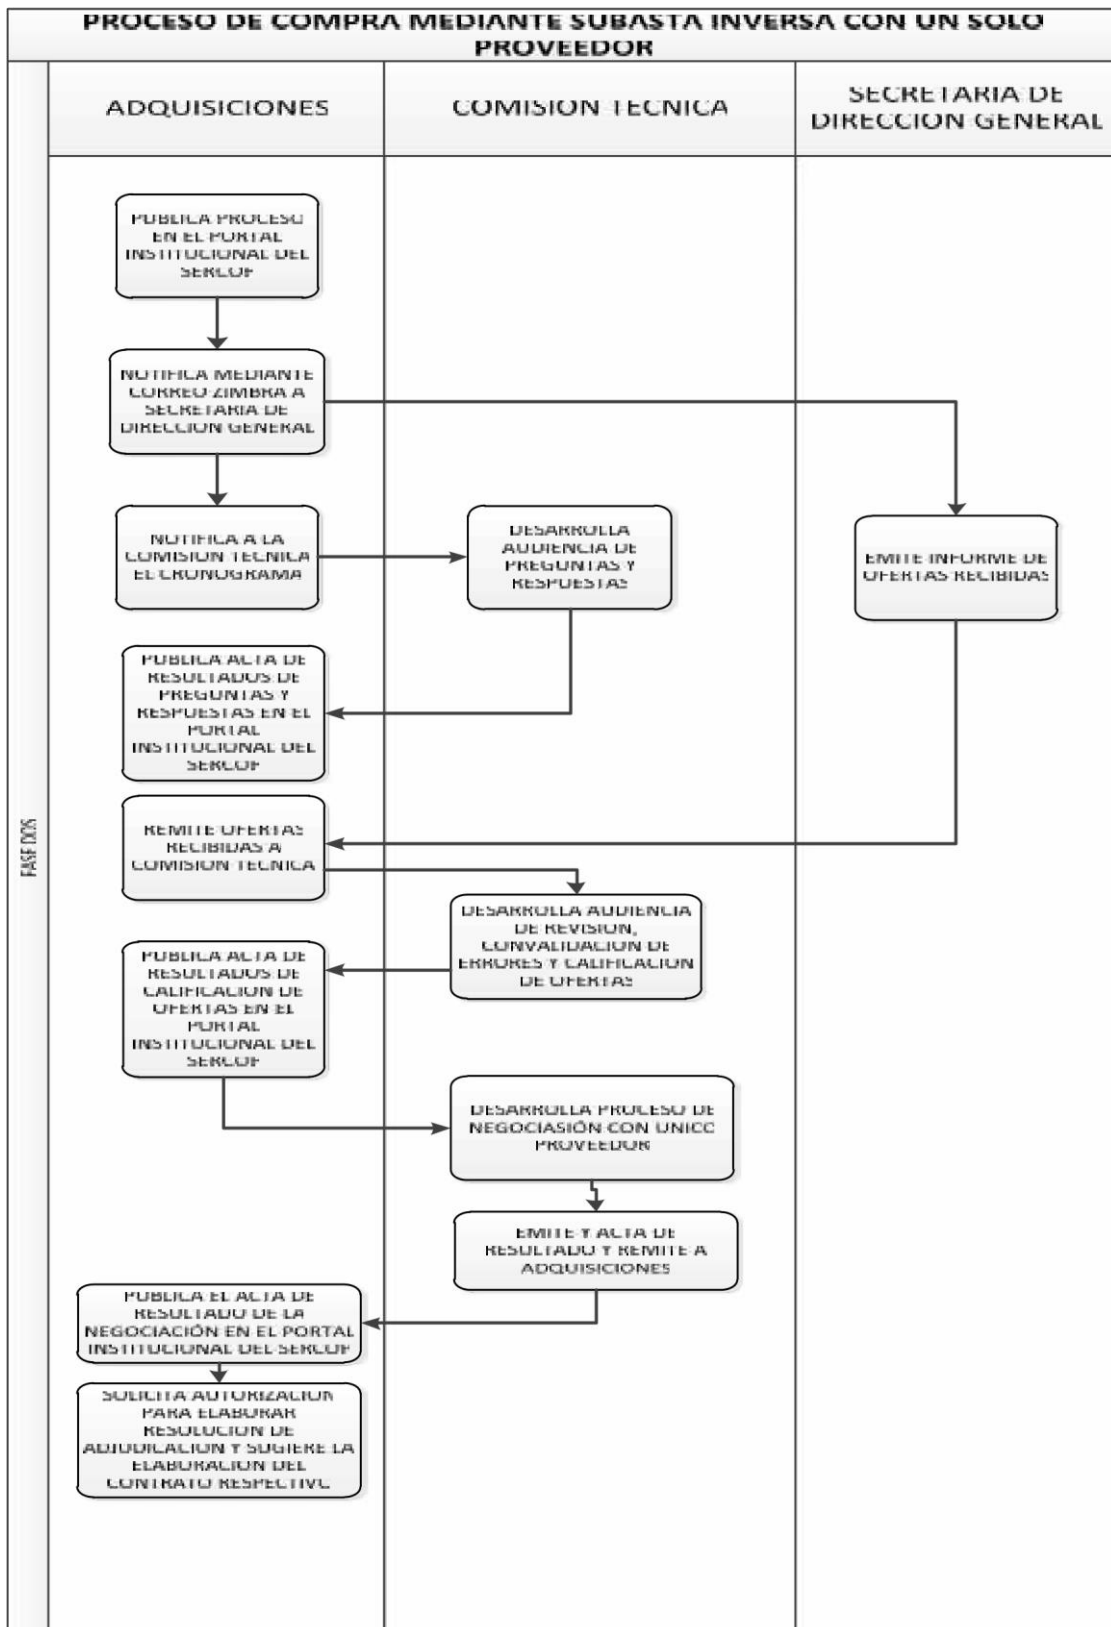 PROCESO DE COMPRA MEDIANTE SUBASTA INVERSA CON UN SOLO
PROVEEDOR
ADQUISICIONES
COMISION TECNICA
SECRETARIA DE
DIRECCION GENERAL
FASE DOS
PUBLICA PROCESO
EN EL PORTAL
INSTITUCIONAL DEL
SERCOP
NOTIFICA MEDIANTE
CORREO ZIMBRA A
SECRETARIA DE
DIRECCION GENERAL
NOTIFICA A LA
COMISION TECNICA
EL CRONOGRAMA
DESARROLLA
AUDIENCIA DE
PREGUNTAS Y
RESPUESTAS
EMITE INFORME DE
OFERTAS RECIBIDAS
PUBLICA ACTA DE
RESULTADOS DE
PREGUNTAS Y
RESPUESTAS EN EL
PORTAL
INSTITUCIONAL DEL
SERCOP
REMITE OFERTAS
RECIBIDAS A
COMISION TECNICA
DESARROLLA AUDIENCIA
DE REVISION,
CONVALIDACION DE
ERRORES Y CALIFICACION
DE OFERTAS
PUBLICA ACTA DE
RESULTADOS DE
CALIFICACION DE
OFERTAS EN EL
PORTAL
INSTITUCIONAL DEL
SERCOP
DESARROLLA PROCESO DE
NEGOCIASIÓN CON UNICO
PROVEEDOR
EMITE Y ACTA DE
RESULTADO Y REMITE A
ADQUISICIONES
PUBLICA EL ACTA DE
RESULTADO DE LA
NEGOCIACIÓN EN EL PORTAL
INSTITUCIONAL DEL SERCOP
SOLICITA AUTORIZACION
PARA ELABORAR
RESOLUCION DE
ADJUDICACION Y SUGIERE LA
ELABORACION DEL
CONTRATO RESPECTIVO